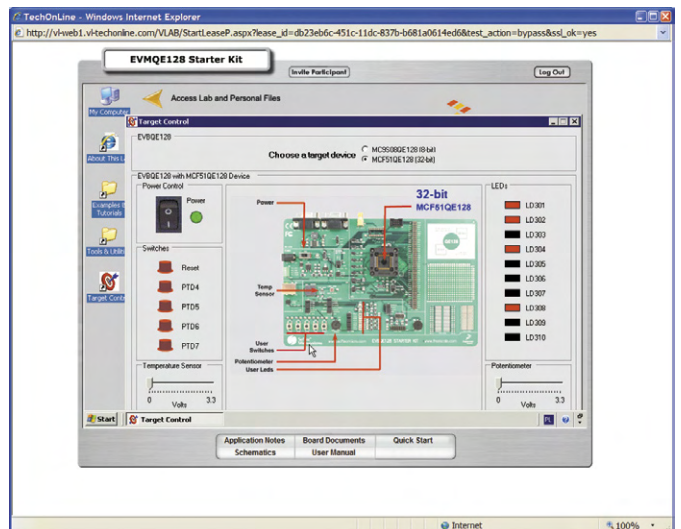 TechOnLine - Windows Internet Explorer
http://vl-web1.vl-techonline.com/VLAB/StartLeaseP.aspx?lease_id=db23eb6c-451c-11dc-837b-b681a0614ed6&test_action=bypass&ssl_ok=yes
EVMQE128 Starter Kit
Invite Participant
Log Out
My Computer
Access Lab and Personal Files
Target Control
EVBQE128
Choose a target device
MC9S08QE128 (8-bit)
MCF51QE128 (32-bit)
About This L
EVBQE128 with MCF51QE128 Device
Power Control
Power
Examples &
Tutorials
Switches
Reset
PTD4
PTD5
PTD6
PTD7
Tools & Utilit
Target Contr
Temperature Sensor
0
3.3
Volts
Power
32-bit
MCF51QE128
Temp
Sensor
User
Switches
Potentiometer
User Leds
EVBQE128 STARTER KIT
LEDs
LD301
LD302
LD303
LD304
LD305
LD306
LD307
LD308
LD309
LD310
Potentiometer
0
3.3
Volts
Start
Target Control
PL
Application Notes
Board Documents
Quick Start
Schematics
User Manual
Internet
100%